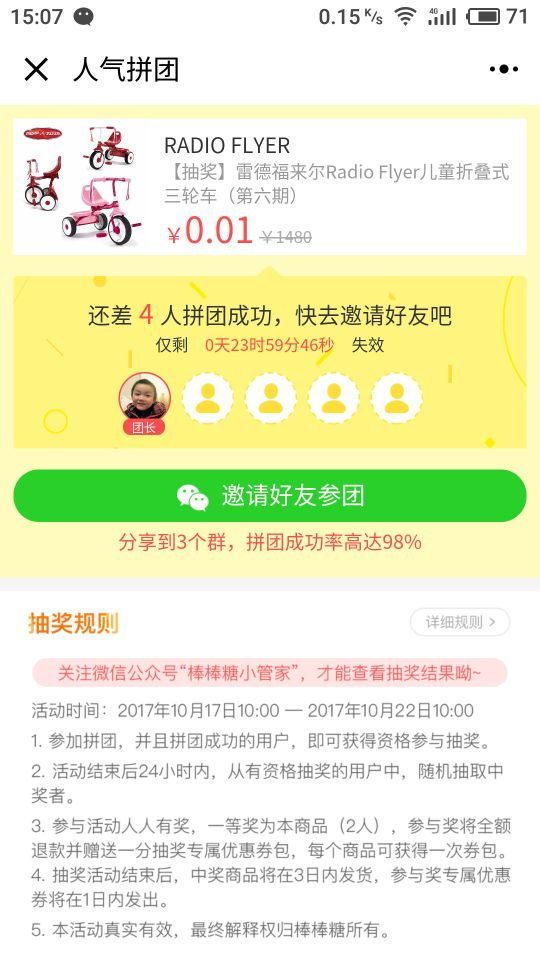 15:07 0.15 K/s 4G 71
人气拼团
RADIO FLYER
【抽奖】雷德福来尔Radio Flyer儿童折叠式
三轮车（第六期）
￥0.01 ￥1480
还差 4 人拼团成功，快去邀请好友吧
仅剩 0天23时59分46秒 失效
团长
邀请好友参团
分享到3个群，拼团成功率高达98%
抽奖规则 详细规则 >
关注微信公众号“棒棒糖小管家”，才能查看抽奖结果呦~
活动时间：2017年10月17日10:00 — 2017年10月22日10:00
1. 参加拼团，并且拼团成功的用户，即可获得资格参与抽奖。
2. 活动结束后24小时内，从有资格抽奖的用户中，随机抽取中
奖者。
3. 参与活动人人有奖，一等奖为本商品（2人），参与奖将全额
退款并赠送一分抽奖专属优惠券包，每个商品可获得一次券包。
4. 抽奖活动结束后，中奖商品将在3日内发货，参与奖专属优惠
券将在1日内发出。
5. 本活动真实有效，最终解释权归棒棒糖所有。